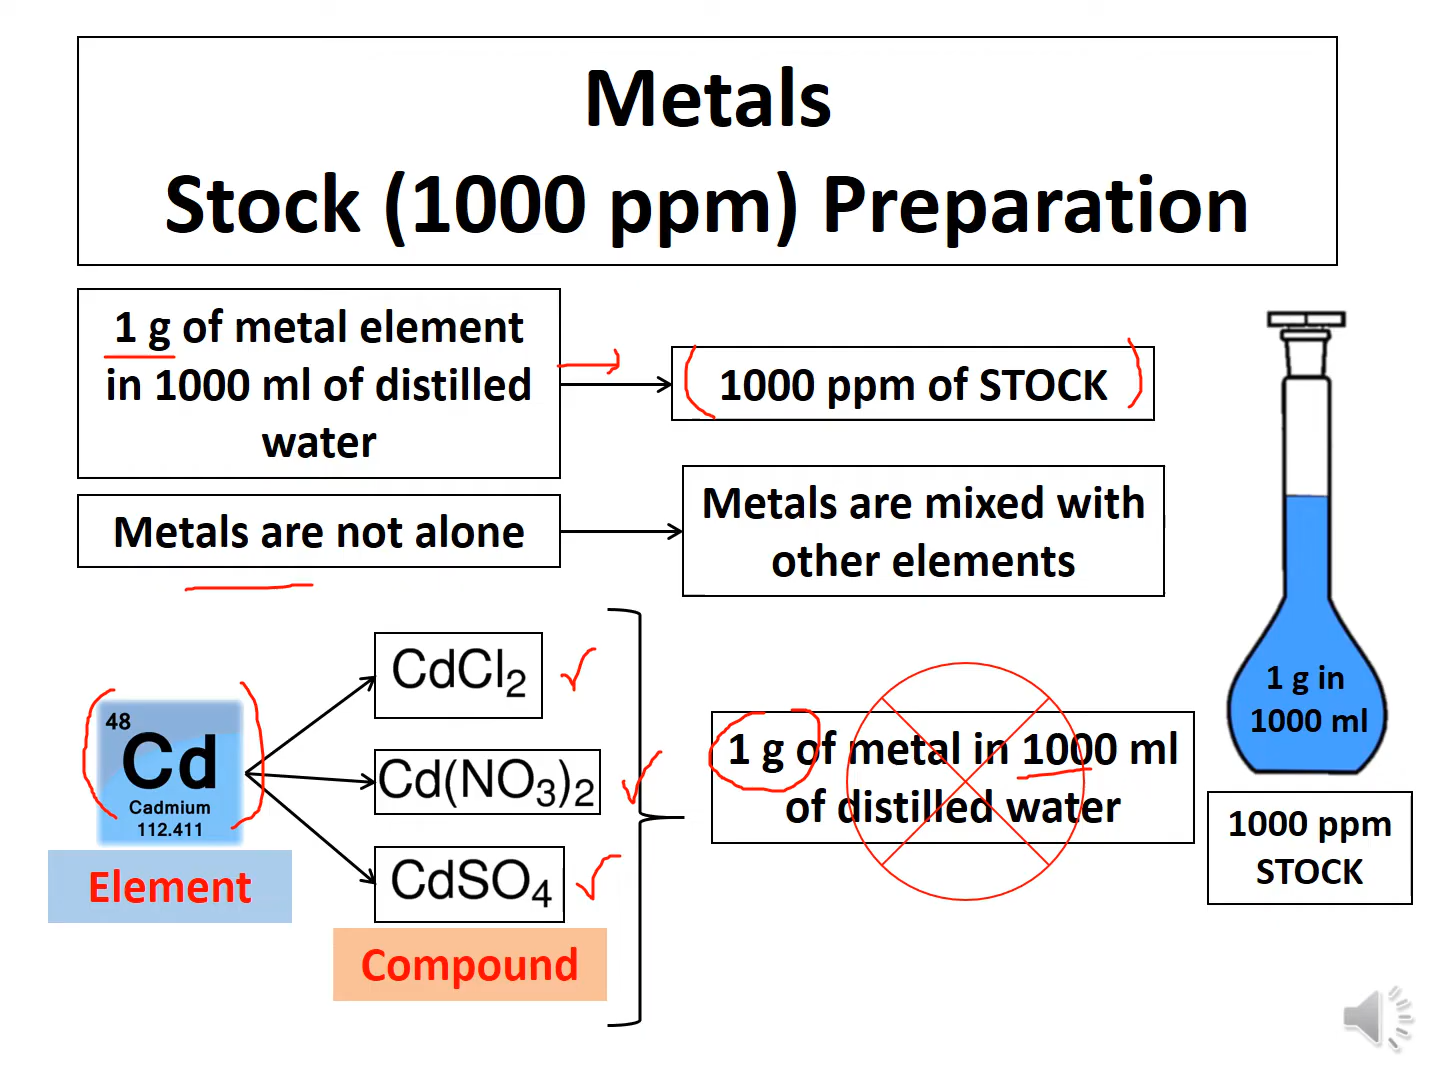 Metals
Stock (1000 ppm) Preparation
1 g of metal element
in 1000 ml of distilled
water
1000 ppm of STOCK
Metals are not alone
Metals are mixed with
other elements
48
Cd
Cadmium
112.411
Element
CdCl₂
Cd(NO₃)₂
CdSO₄
Compound
1 g of metal in 1000 ml
of distilled water
1 g in
1000 ml
1000 ppm
STOCK